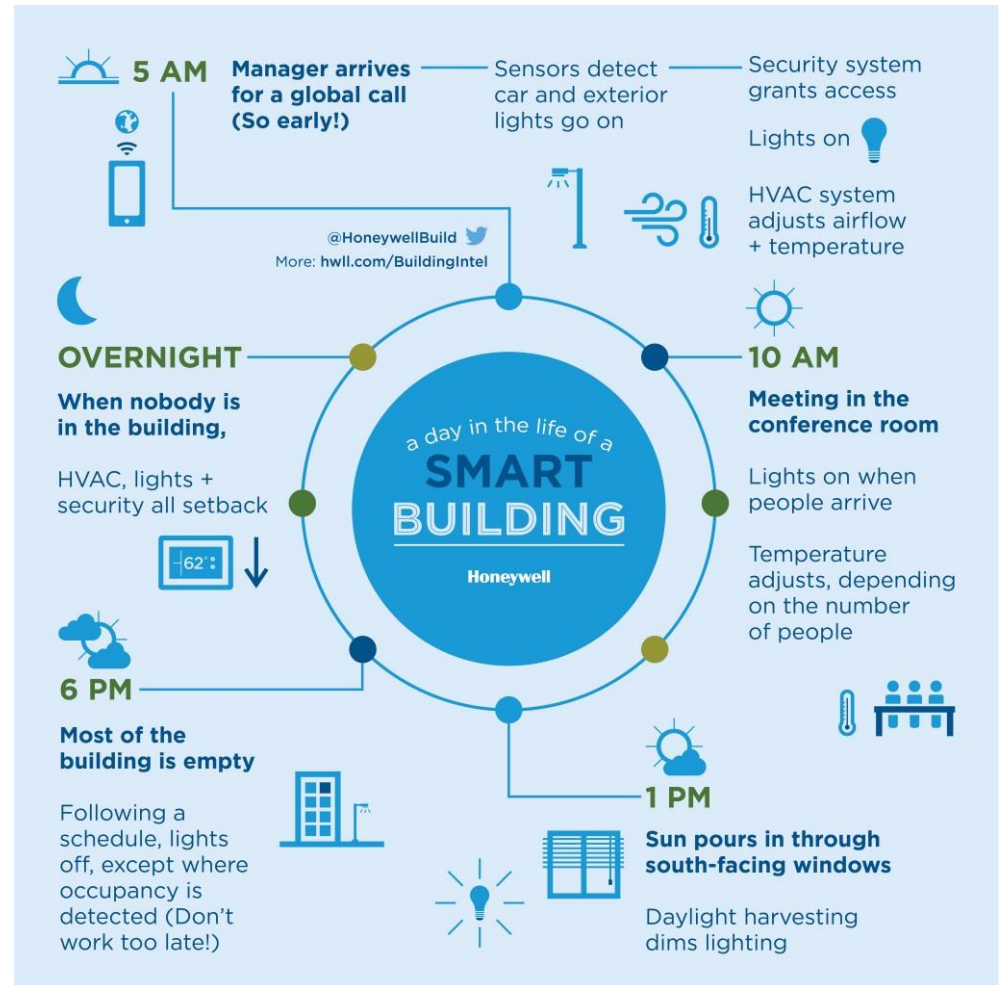 5 AM
Manager arrives
for a global call
(So early!)
Sensors detect
car and exterior
lights go on
Security system
grants access
Lights on
HVAC system
adjusts airflow
+ temperature
@HoneywellBuild
More: hwll.com/BuildingIntel
10 AM
Meeting in the
conference room
Lights on when
people arrive
Temperature
adjusts, depending
on the number
of people
1 PM
Sun pours in through
south-facing windows
Daylight harvesting
dims lighting
6 PM
Most of the
building is empty
Following a
schedule, lights
off, except where
occupancy is
detected (Don't
work too late!)
OVERNIGHT
When nobody is
in the building,
HVAC, lights +
security all setback
62°
a day in the life of a
SMART
BUILDING
Honeywell